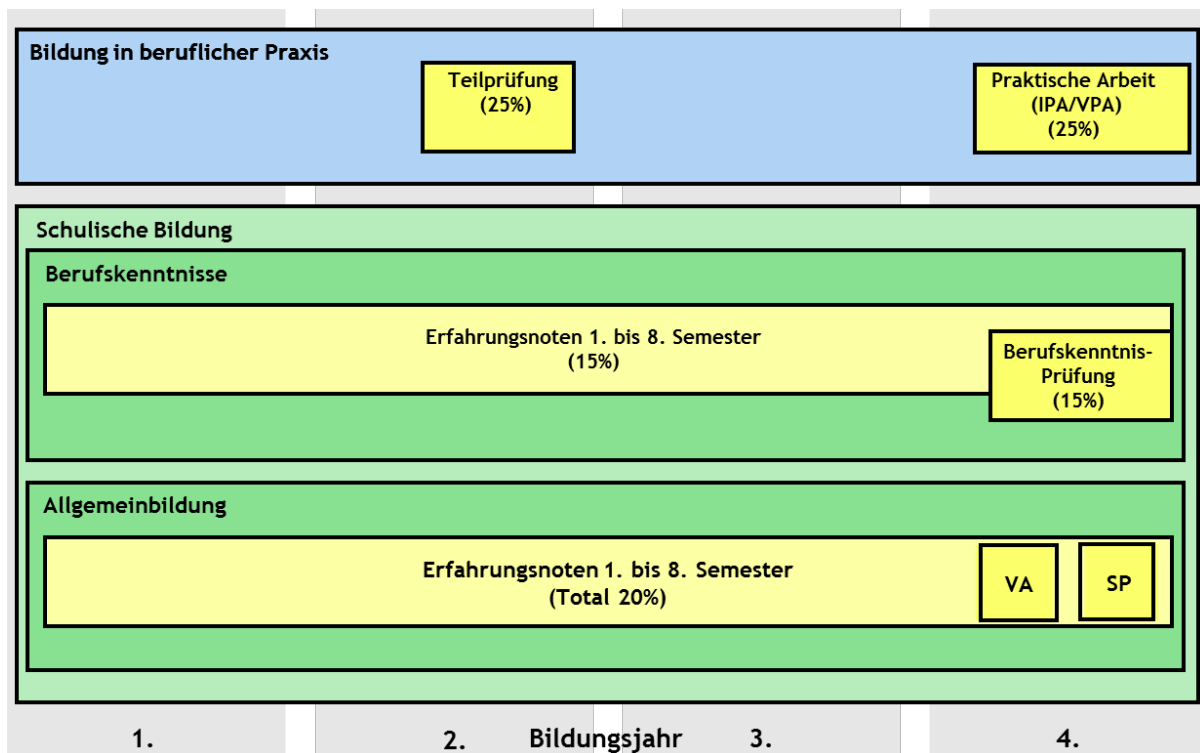 Bildung in beruflicher Praxis
Teilprüfung
(25%)
Praktische Arbeit
(IPA/VPA)
(25%)
Schulische Bildung
Berufskenntnisse
Erfahrungsnoten 1. bis 8. Semester
(15%)
Berufskenntnis-
Prüfung
(15%)
Allgemeinbildung
Erfahrungsnoten 1. bis 8. Semester
(Total 20%)
VA
SP
1.
2.
Bildungsjahr
3.
4.